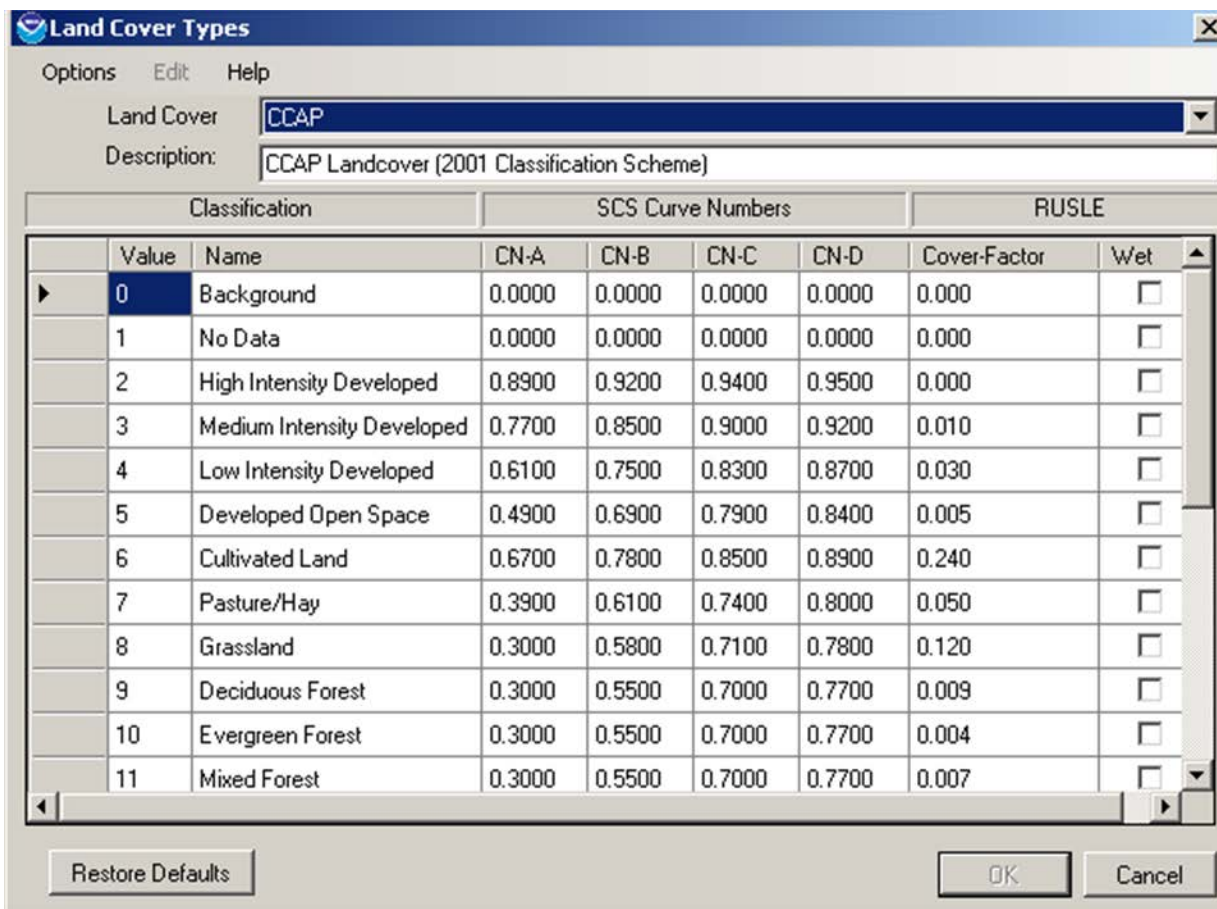 Land Cover Types
Options Edit Help
Land Cover CCAP
Description: CCAP Landcover (2001 Classification Scheme)
Classification SCS Curve Numbers RUSLE
Value Name CN-A CN-B CN-C CN-D Cover-Factor Wet
0 Background 0.0000 0.0000 0.0000 0.0000 0.000
1 No Data 0.0000 0.0000 0.0000 0.0000 0.000
2 High Intensity Developed 0.8900 0.9200 0.9400 0.9500 0.000
3 Medium Intensity Developed 0.7700 0.8500 0.9000 0.9200 0.010
4 Low Intensity Developed 0.6100 0.7500 0.8300 0.8700 0.030
5 Developed Open Space 0.4900 0.6900 0.7900 0.8400 0.005
6 Cultivated Land 0.6700 0.7800 0.8500 0.8900 0.240
7 Pasture/Hay 0.3900 0.6100 0.7400 0.8000 0.050
8 Grassland 0.3000 0.5800 0.7100 0.7800 0.120
9 Deciduous Forest 0.3000 0.5500 0.7000 0.7700 0.009
10 Evergreen Forest 0.3000 0.5500 0.7000 0.7700 0.004
11 Mixed Forest 0.3000 0.5500 0.7000 0.7700 0.007
Restore Defaults OK Cancel